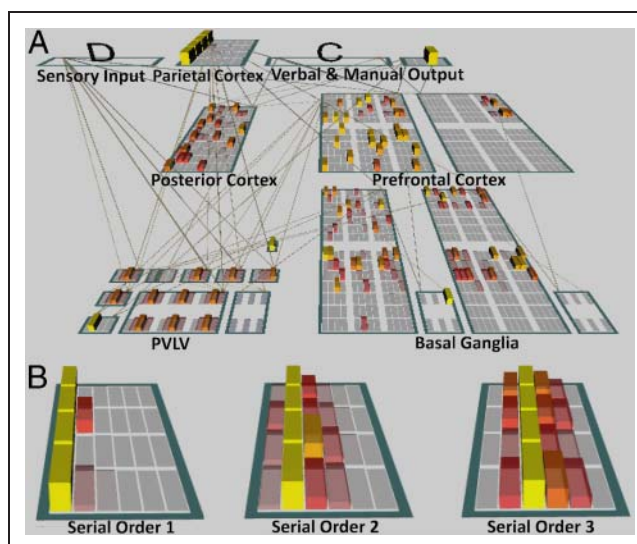 A
D
C
Sensory Input
Parietal Cortex
Verbal & Manual Output
Posterior Cortex
Prefrontal Cortex
PVLV
Basal Ganglia
B
Serial Order 1
Serial Order 2
Serial Order 3